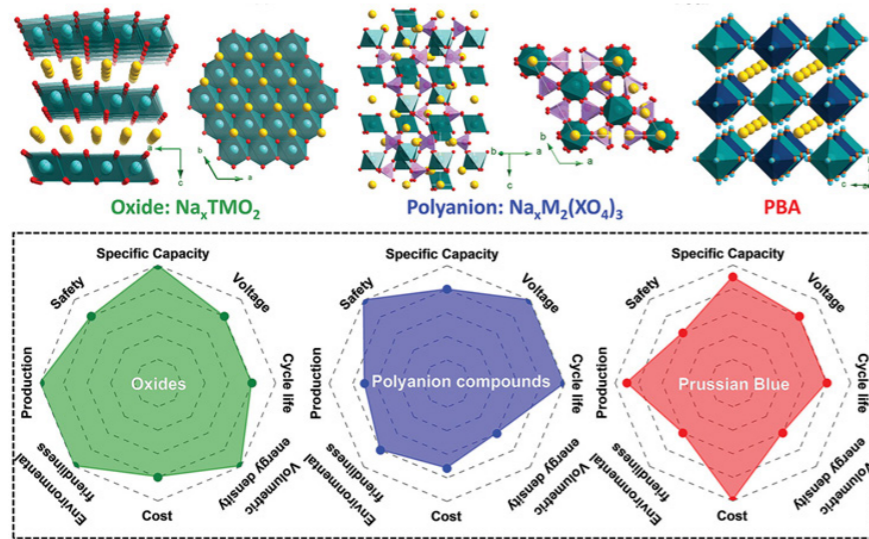 a
c
b
a
b
c
b
a
c
a
Oxide: NaₓTMO₂
Polyanion: NaₓM₂(XO₄)₃
PBA
Specific Capacity
Voltage
Cycle life
Volumetric
energy density
Cost
Environmental
friendliness
Production
Safety
Oxides
Specific Capacity
Voltage
Cycle life
Volumetric
energy density
Cost
Environmental
friendliness
Production
Safety
Polyanion compounds
Specific Capacity
Voltage
Cycle life
Volumetric
energy density
Cost
Environmental
friendliness
Production
Safety
Prussian Blue